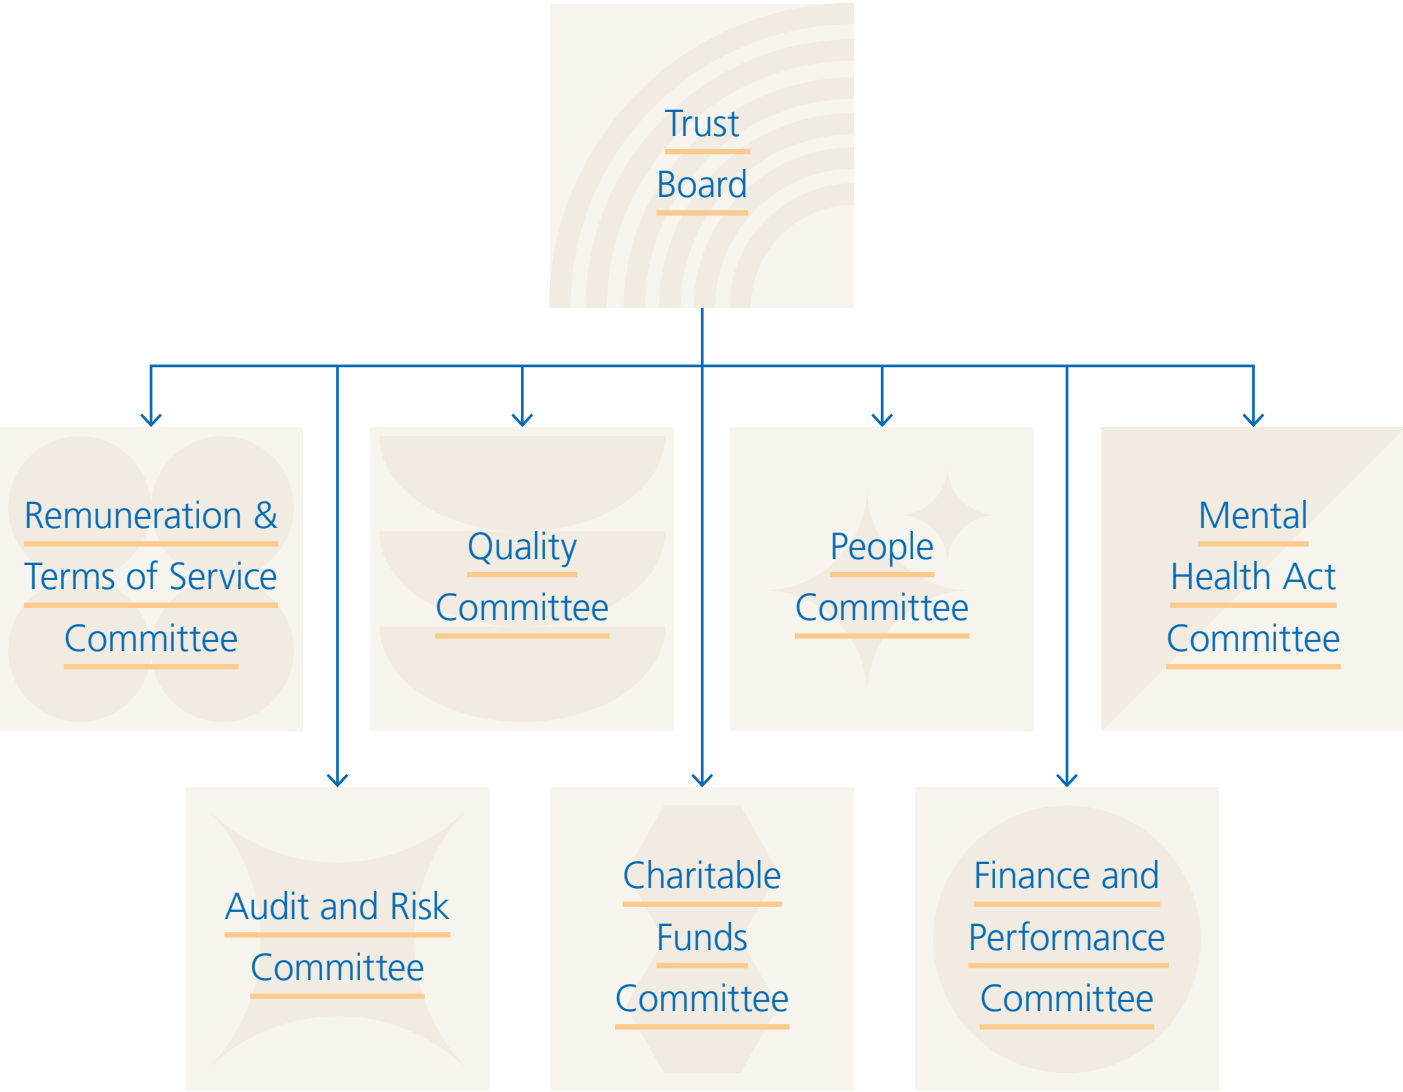 Trust
Board
Remuneration &
Terms of Service
Committee
Quality
Committee
People
Committee
Mental
Health Act
Committee
Audit and Risk
Committee
Charitable
Funds
Committee
Finance and
Performance
Committee